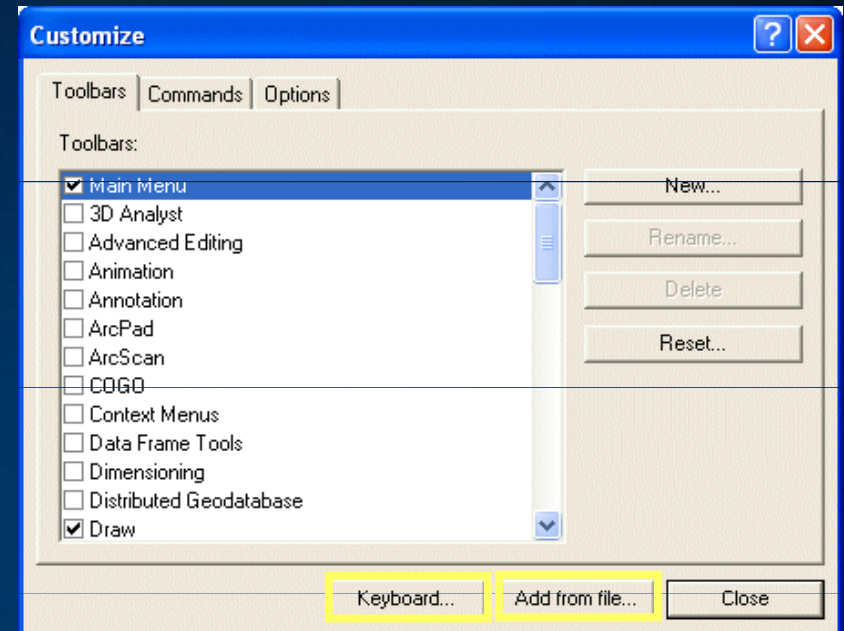 Customize
Toolbars Commands Options
Toolbars:
Main Menu
3D Analyst
Advanced Editing
Animation
Annotation
ArcPad
ArcScan
COGO
Context Menus
Data Frame Tools
Dimensioning
Distributed Geodatabase
Draw
New...
Rename...
Delete
Reset...
Keyboard... Add from file... Close